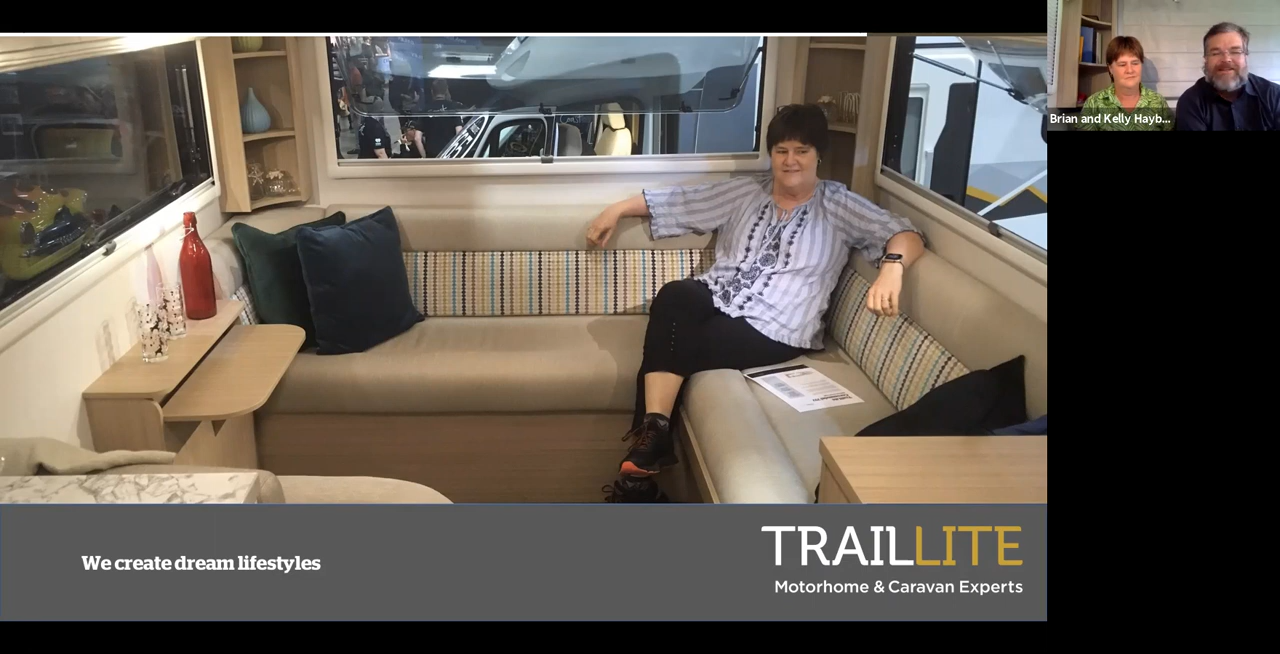 Brian and Kelly Hayb...
We create dream lifestyles
TRAILLITE
Motorhome & Caravan Experts